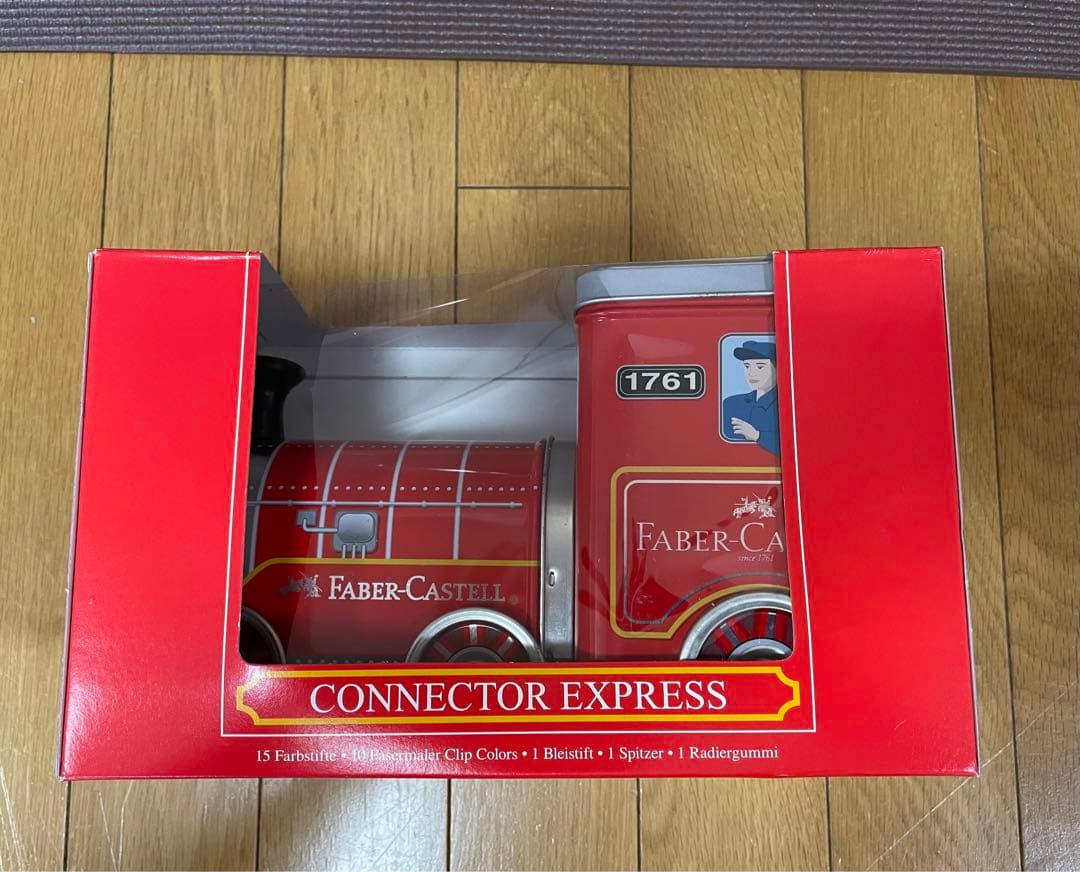 1761
FABER-CA
since 1761
FABER-CASTELL
CONNECTOR EXPRESS
15 Farbstifte • 10 Fasermaler Clip Colors • 1 Bleistift • 1 Spitzer • 1 Radiergummi